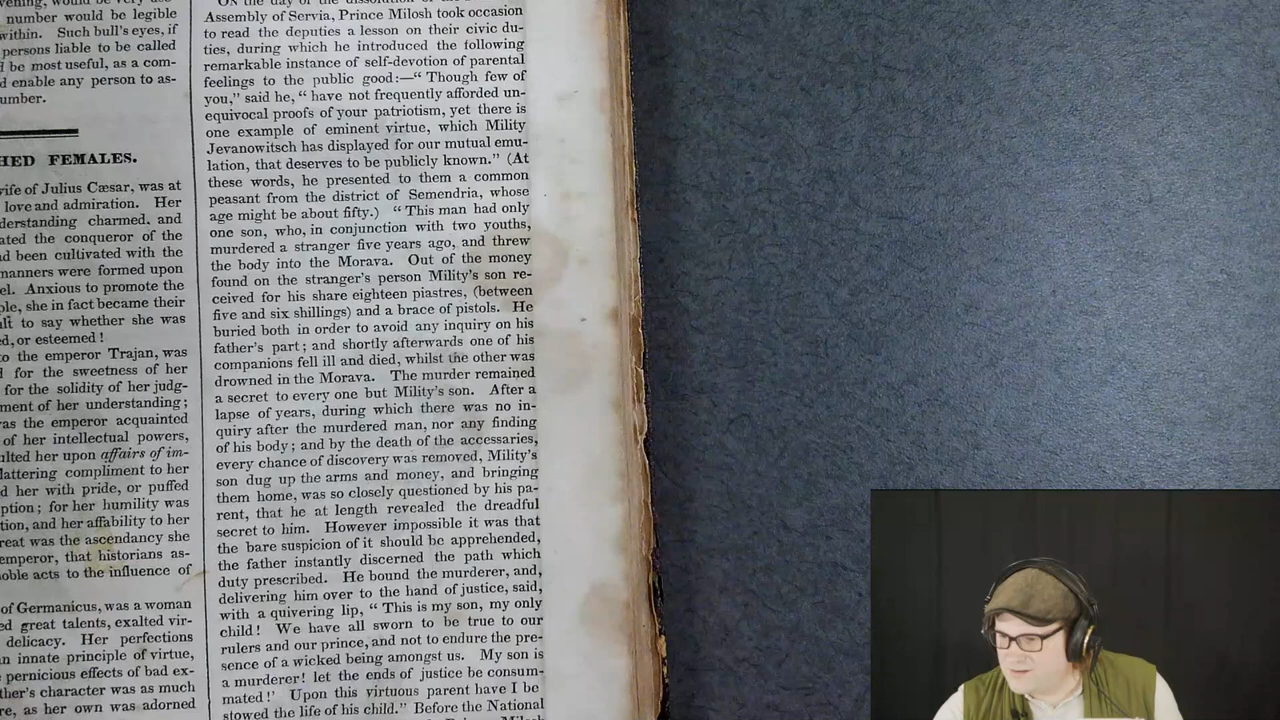 vening, would be very use-
number would be legible
within. Such bull's eyes, if
persons liable to be called
d be most useful, as a com-
d enable any person to as-
umber.
HED FEMALES.
wife of Julius Cæsar, was at
love and admiration. Her
derstanding charmed, and
ated the conqueror of the
d been cultivated with the
manners were formed upon
el. Anxious to promote the
ple, she in fact became their
ult to say whether she was
ed, or esteemed!
to the emperor Trajan, was
for the sweetness of her
for the solidity of her judg-
ment of her understanding;
was the emperor acquainted
of her intellectual powers,
ulted her upon affairs of im-
lattering compliment to her
d her with pride, or puffed
ption; for her humility was
tion, and her affability to her
reat was the ascendancy she
emperor, that historians as-
oble acts to the influence of
of Germanicus, was a woman
ed great talents, exalted vir-
delicacy. Her perfections
n innate principle of virtue,
pernicious effects of bad ex-
ther's character was as much
re, as her own was adorned
On the day of the dissolution of the
Assembly of Servia, Prince Milosh took occasion
to read the deputies a lesson on their civic du-
ties, during which he introduced the following
remarkable instance of self-devotion of parental
feelings to the public good:—“ Though few of
you,” said he, “ have not frequently afforded un-
equivocal proofs of your patriotism, yet there is
one example of eminent virtue, which Mility
Jevanowitsch has displayed for our mutual emu-
lation, that deserves to be publicly known.” (At
these words, he presented to them a common
peasant from the district of Semendria, whose
age might be about fifty.) “ This man had only
one son, who, in conjunction with two youths,
murdered a stranger five years ago, and threw
the body into the Morava. Out of the money
found on the stranger's person Mility's son re-
ceived for his share eighteen piastres, (between
five and six shillings) and a brace of pistols. He
buried both in order to avoid any inquiry on his
father's part; and shortly afterwards one of his
companions fell ill and died, whilst the other was
drowned in the Morava. The murder remained
a secret to every one but Mility's son. After a
lapse of years, during which there was no in-
quiry after the murdered man, nor any finding
of his body; and by the death of the accessaries,
every chance of discovery was removed, Mility's
son dug up the arms and money, and bringing
them home, was so closely questioned by his pa-
rent, that he at length revealed the dreadful
secret to him. However impossible it was that
the bare suspicion of it should be apprehended,
the father instantly discerned the path which
duty prescribed. He bound the murderer, and,
delivering him over to the hand of justice, said,
with a quivering lip, “ This is my son, my only
child! We have all sworn to be true to our
rulers and our prince, and not to endure the pre-
sence of a wicked being amongst us. My son is
a murderer! let the ends of justice be consum-
mated!' Upon this virtuous parent have I be
stowed the life of his child.” Before the National